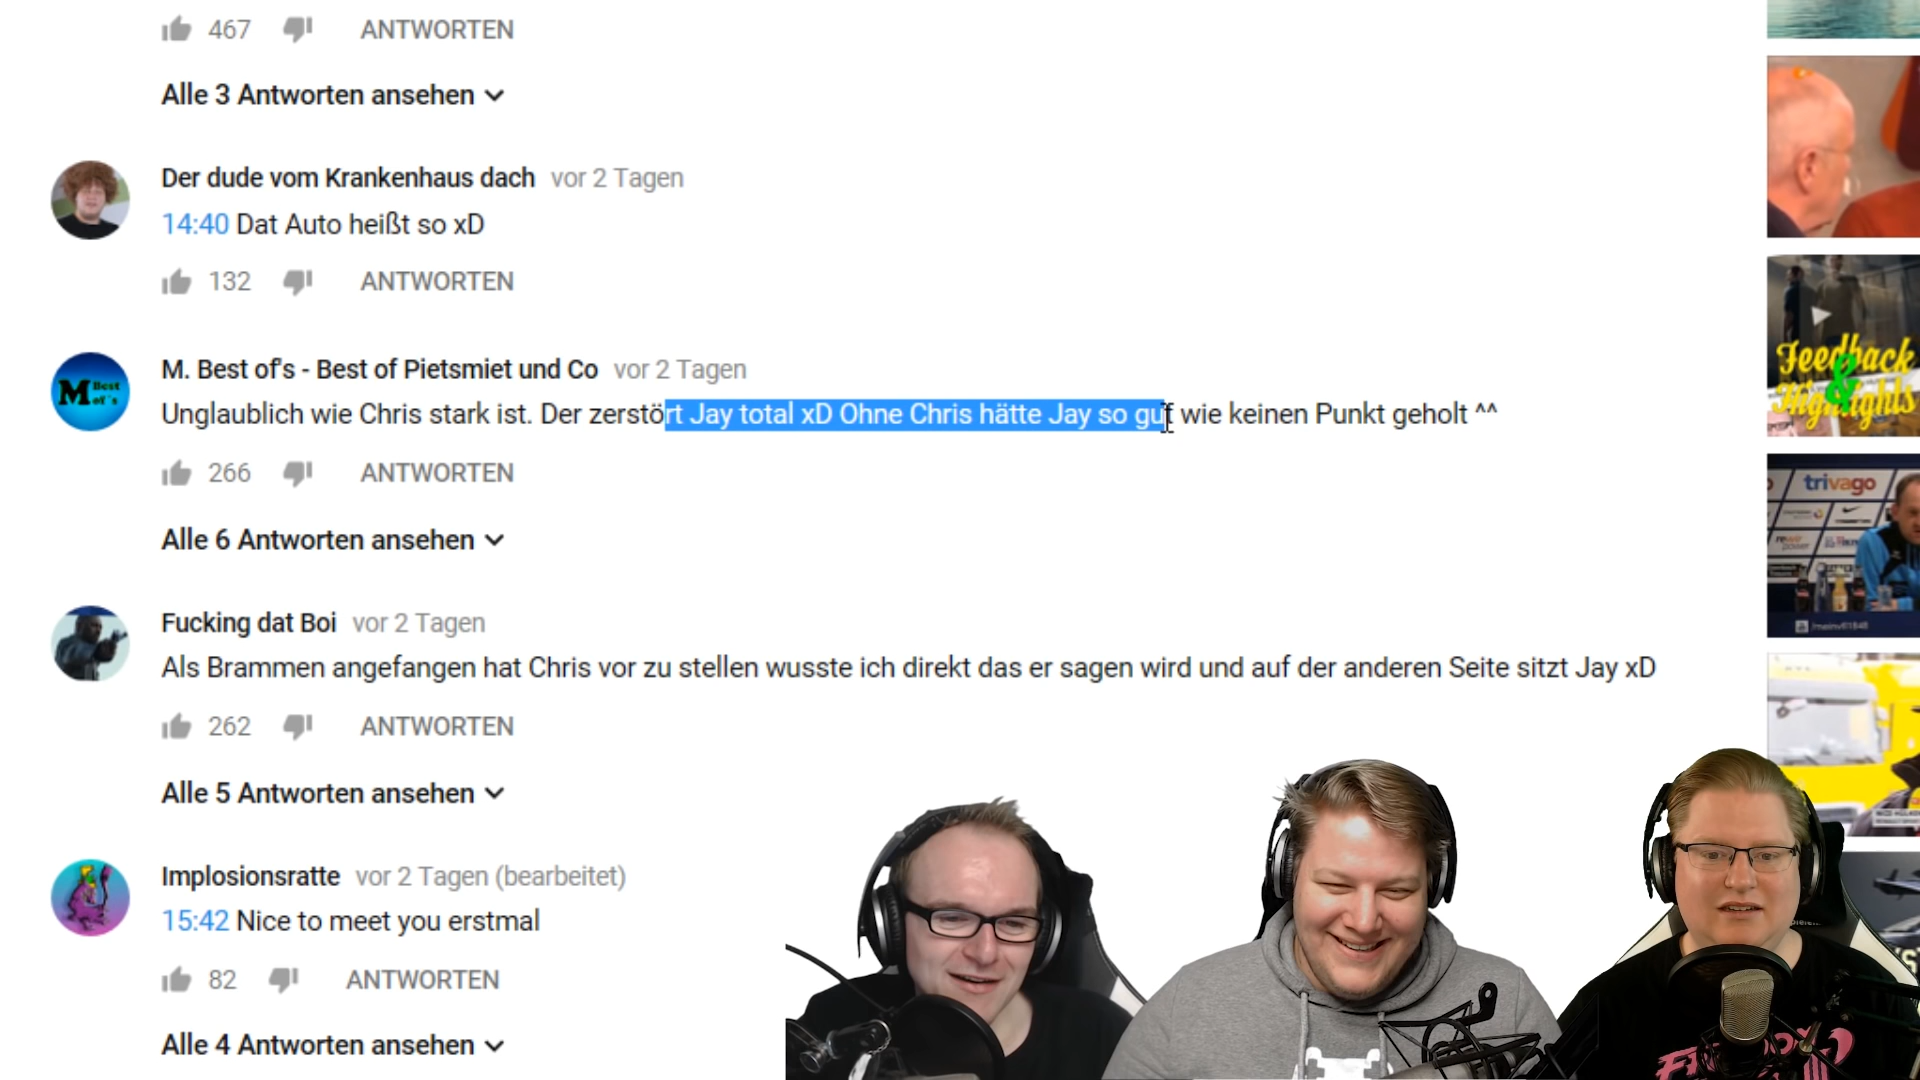 467 ANTWORTEN
Alle 3 Antworten ansehen
Der dude vom Krankenhaus dach vor 2 Tagen
14:40 Dat Auto heißt so xD
132 ANTWORTEN
M Best of's
M. Best of's - Best of Pietsmiet und Co vor 2 Tagen
Unglaublich wie Chris stark ist. Der zerstört Jay total xD Ohne Chris hätte Jay so gut wie keinen Punkt geholt ^^
266 ANTWORTEN
Alle 6 Antworten ansehen
Fucking dat Boi vor 2 Tagen
Als Brammen angefangen hat Chris vor zu stellen wusste ich direkt das er sagen wird und auf der anderen Seite sitzt Jay xD
262 ANTWORTEN
Alle 5 Antworten ansehen
Implosionsratte vor 2 Tagen (bearbeitet)
15:42 Nice to meet you erstmal
82 ANTWORTEN
Alle 4 Antworten ansehen
Feedback
&
Highlights
trivago